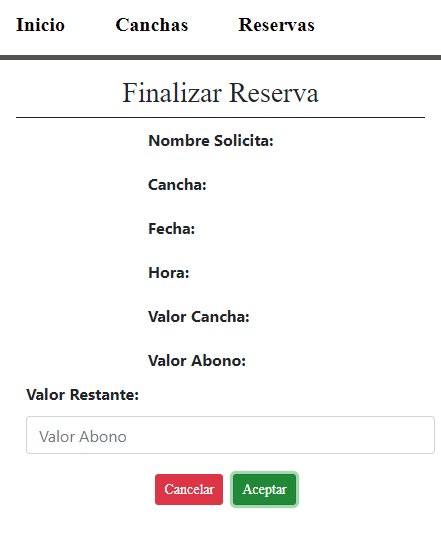 Inicio Canchas Reservas
Finalizar Reserva
Nombre Solicita:
Cancha:
Fecha:
Hora:
Valor Cancha:
Valor Abono:
Valor Restante:
Valor Abono
Cancelar Aceptar